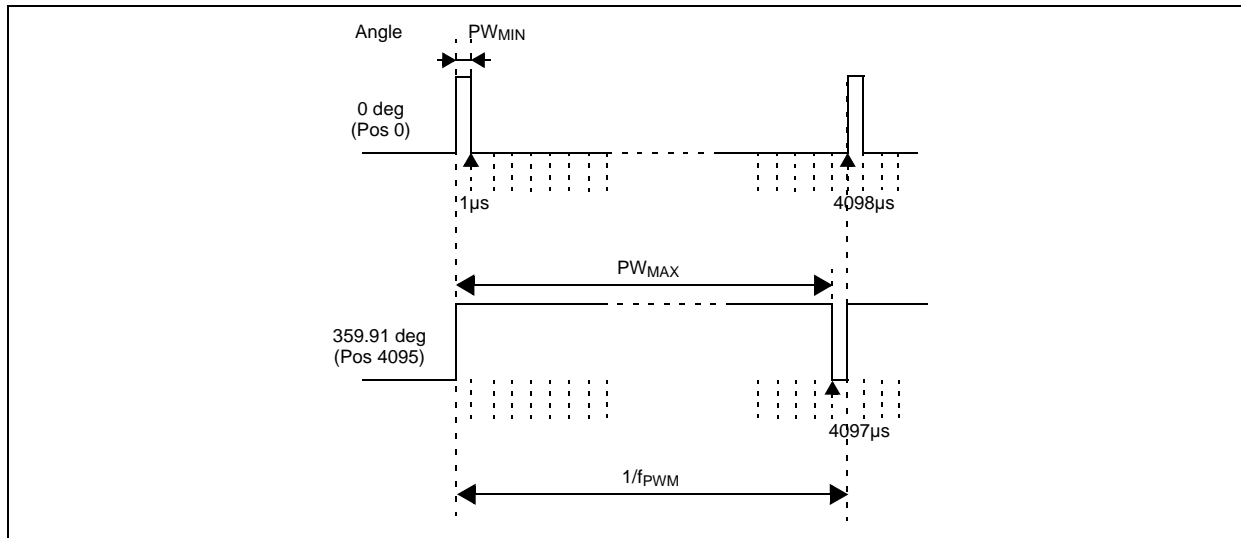 Angle PWMIN
0 deg
(Pos 0)
1µs 4098µs
PWMAX
359.91 deg
(Pos 4095)
4097µs
1/fPWM